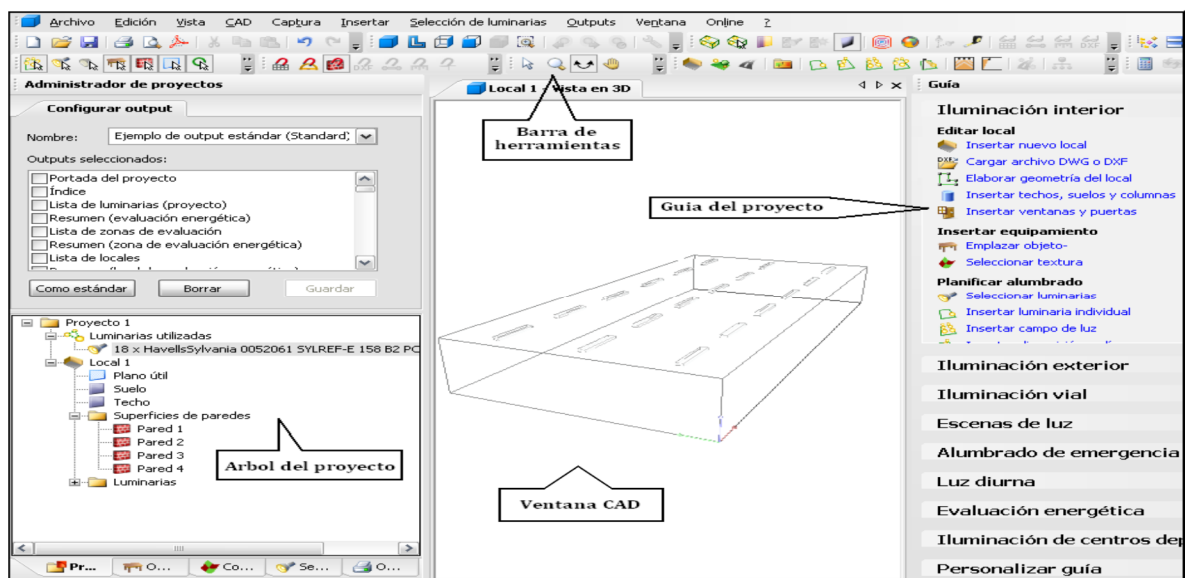 Archivo Edición Vista CAD Captura Insertar Selección de luminarias Outputs Ventana Online ?
Administrador de proyectos
Configurar output
Nombre: Ejemplo de output estándar (Standard)
Outputs seleccionados:
Portada del proyecto
Índice
Lista de luminarias (proyecto)
Resumen (evaluación energética)
Lista de zonas de evaluación
Resumen (zona de evaluación energética)
Lista de locales
Como estándar Borrar Guardar
Proyecto 1
Luminarias utilizadas
18 x HavellsSylvania 0052061 SYLREF-E 158 B2 PC
Local 1
Plano útil
Suelo
Techo
Superficies de paredes
Pared 1
Pared 2
Pared 3
Pared 4
Luminarias
Arbol del proyecto
Pr... O... Co... Se... O...
Local 1 - Vista en 3D
Barra de
herramientas
Guia del proyecto
Ventana CAD
Guía
Iluminación interior
Editar local
Insertar nuevo local
Cargar archivo DWG o DXF
Elaborar geometría del local
Insertar techos, suelos y columnas
Insertar ventanas y puertas
Insertar equipamiento
Emplazar objeto-
Seleccionar textura
Planificar alumbrado
Seleccionar luminarias
Insertar luminaria individual
Insertar campo de luz
Iluminación exterior
Iluminación vial
Escenas de luz
Alumbrado de emergencia
Luz diurna
Evaluación energética
Iluminación de centros dep
Personalizar guía